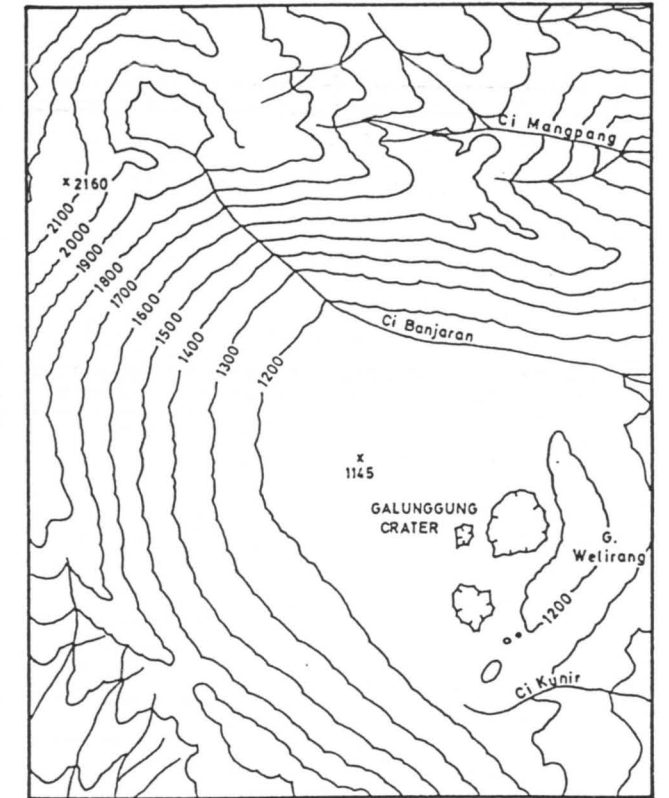 Ci Mangpang
x 2160
2100
2000
1900
1800
1700
1600
1500
1400
1300
1200
Ci Banjaran
x
1145
GALUNGGUNG
CRATER
G.
Welirang
1200
Ci Kunir